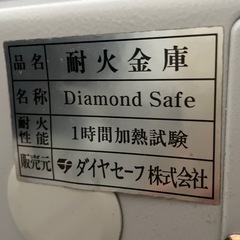 品名 耐火金庫
名称 Diamond Safe
耐火性能 1時間加熱試験
販売元 ダイヤセーフ株式会社